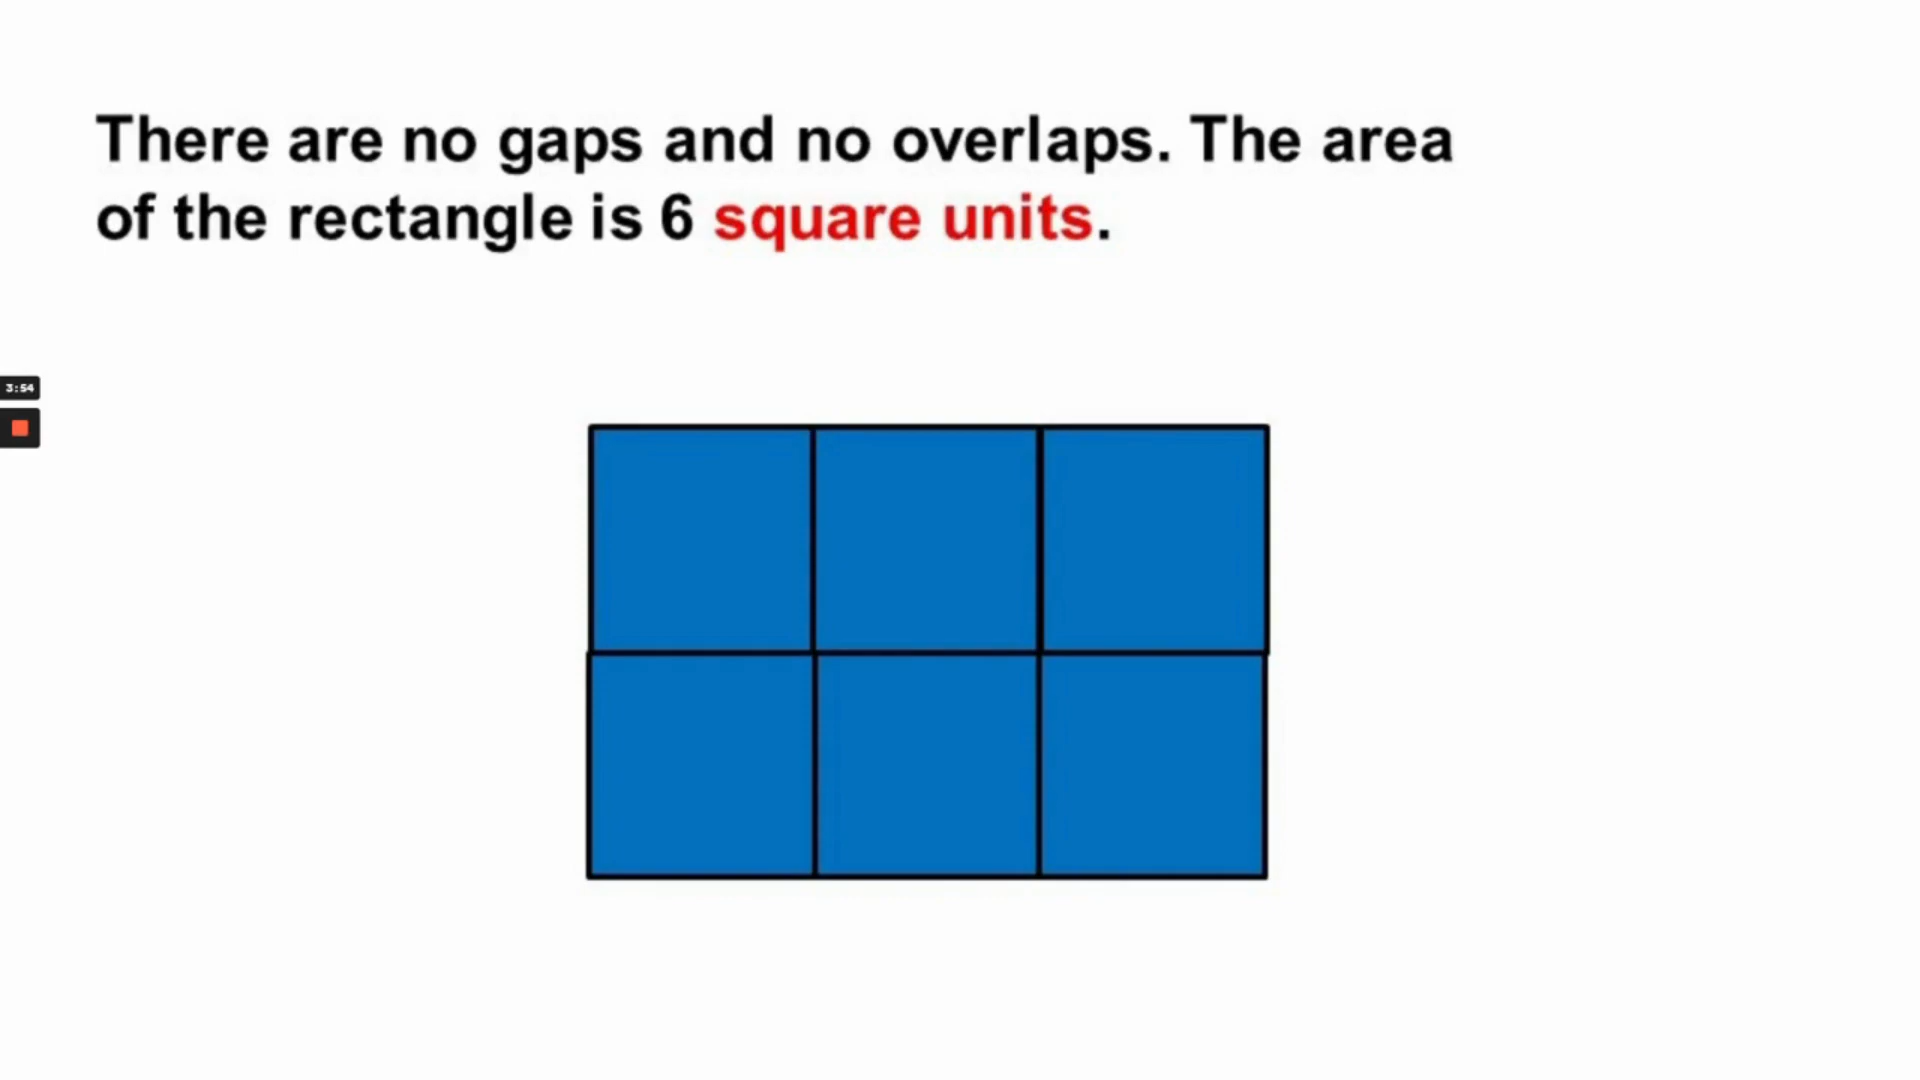 There are no gaps and no overlaps. The area
of the rectangle is 6 square units.
3:54